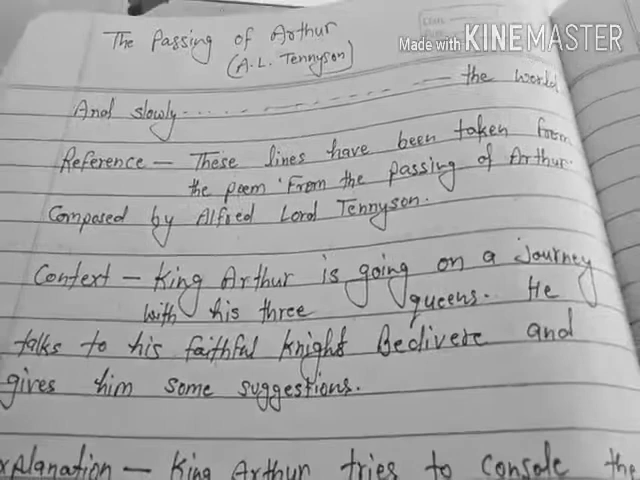 Made with KINEMASTER
The Passing of Arthur
(A.L. Tennyson)
And slowly.... - - - - - - - - - the world
Reference - These lines have been taken from
the poem 'From the passing of Arthur.
Composed by Alfred Lord Tennyson.
Context - King Arthur is going on a journey
with his three queens. He
talks to his faithful knight Bedivere and
gives him some suggestions.
xplanation - King Arthur tries to console the